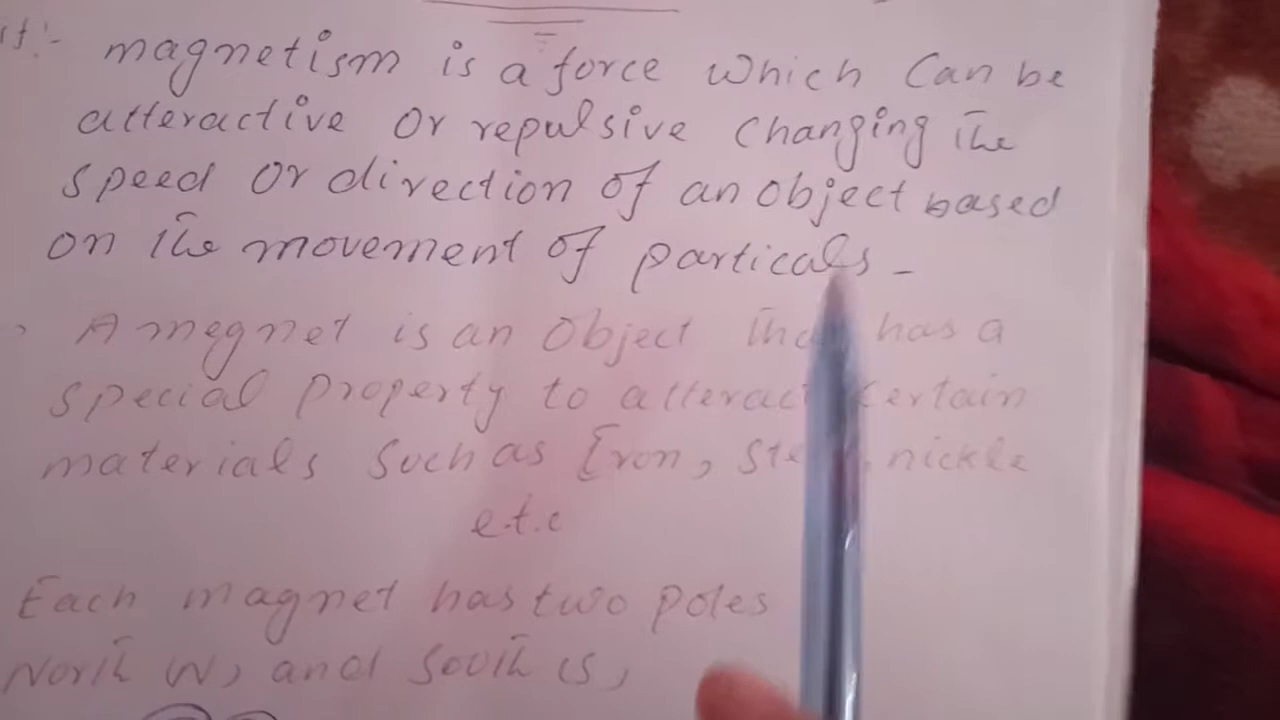 magnetism is a force which can be
atteractive or repulsive changing the
speed or direction of an object based
on the movement of particals -
A megnet is an object has a
special property to atteract certain
materials such as Iron, nickle
e.t.c
Each magnet has two poles
North (N) and South (S)